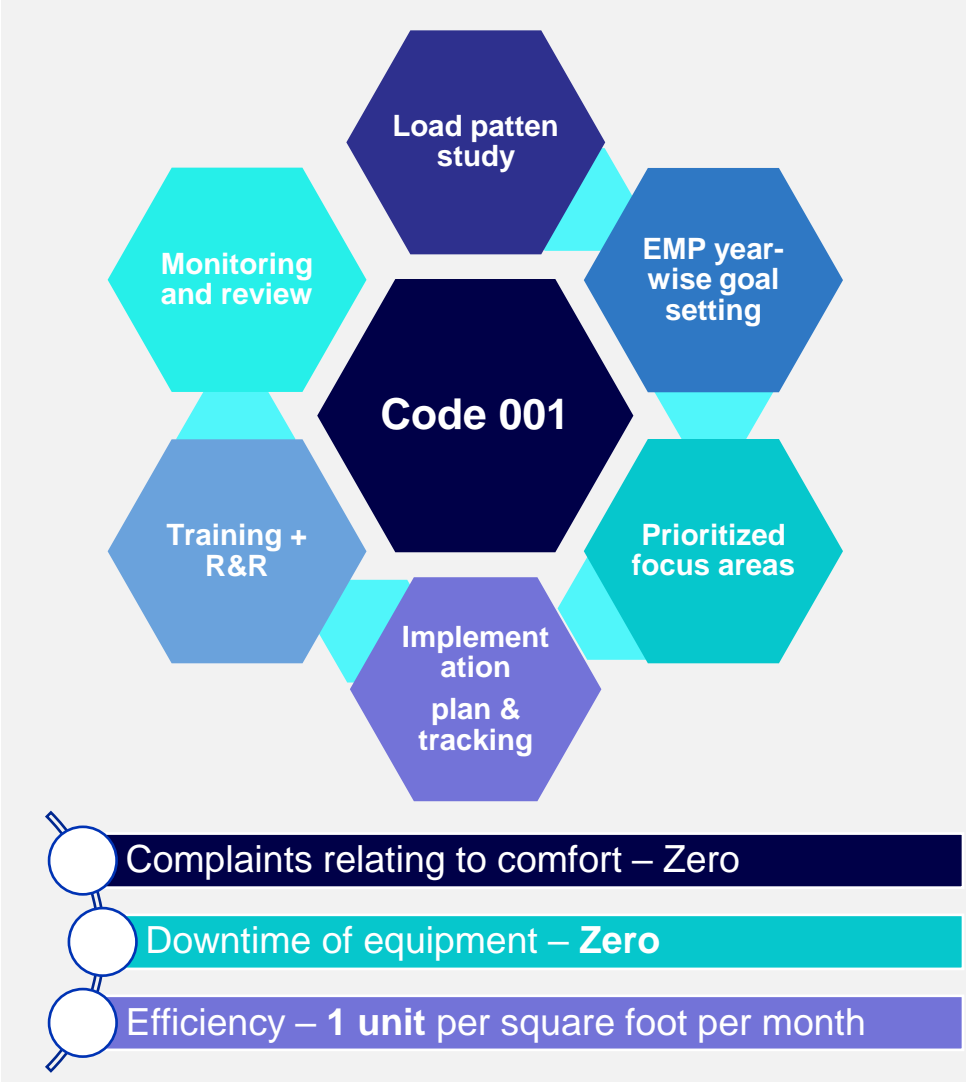 Load patten
study
EMP year-
wise goal
setting
Prioritized
focus areas
Implement
ation
plan &
tracking
Training +
R&R
Monitoring
and review
Code 001
Complaints relating to comfort – Zero
Downtime of equipment – Zero
Efficiency – 1 unit per square foot per month